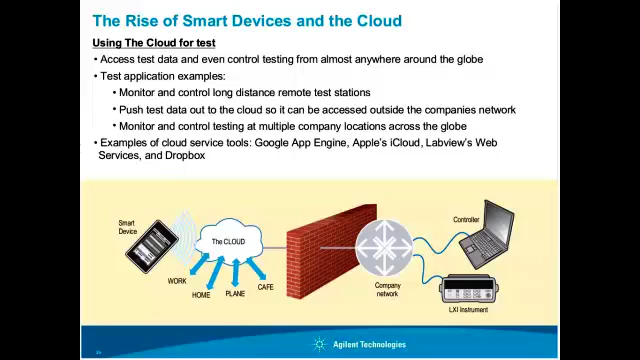 The Rise of Smart Devices and the Cloud
Using The Cloud for test
• Access test data and even control testing from almost anywhere around the globe
• Test application examples:
• Monitor and control long distance remote test stations
• Push test data out to the cloud so it can be accessed outside the companies network
• Monitor and control testing at multiple company locations across the globe
• Examples of cloud service tools: Google App Engine, Apple's iCloud, Labview's Web
Services, and Dropbox
Smart
Device
The CLOUD
WORK
HOME
PLANE
CAFE
Company
network
Controller
LXI Instrument
Agilent Technologies